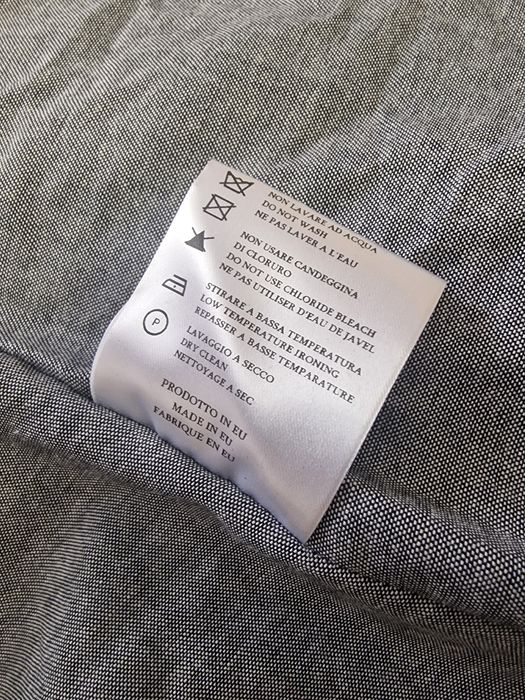 NON LAVARE AD ACQUA
DO NOT WASH
NE PAS LAVER A L'EAU
NON USARE CANDEGGINA
DI CLORURO
DO NOT USE CHLORIDE BLEACH
NE PAS UTILISER D'EAU DE JAVEL
STIRARE A BASSA TEMPERATURA
LOW TEMPERATURE IRONING
REPASSER A BASSE TEMPARATURE
P
LAVAGGIO A SECCO
DRY CLEAN
NETTOYAGE A SEC
PRODOTTO IN EU
MADE IN EU
FABRIQUE EN EU